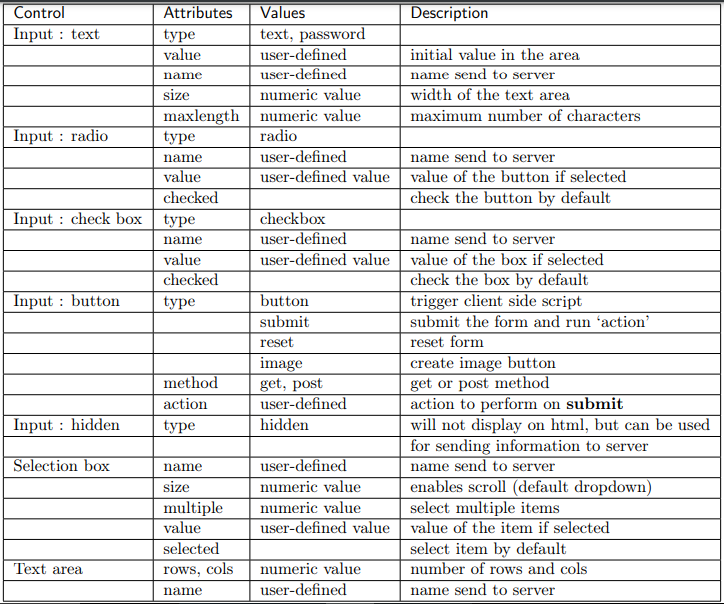 Control Attributes Values Description
Input : text type text, password
value user-defined initial value in the area
name user-defined name send to server
size numeric value width of the text area
maxlength numeric value maximum number of characters
Input : radio type radio
name user-defined name send to server
value user-defined value value of the button if selected
checked check the button by default
Input : check box type checkbox
name user-defined name send to server
value user-defined value value of the box if selected
checked check the box by default
Input : button type button trigger client side script
submit submit the form and run ‘action’
reset reset form
image create image button
method get, post get or post method
action user-defined action to perform on submit
Input : hidden type hidden will not display on html, but can be used
for sending information to server
Selection box name user-defined name send to server
size numeric value enables scroll (default dropdown)
multiple numeric value select multiple items
value user-defined value value of the item if selected
selected select item by default
Text area rows, cols numeric value number of rows and cols
name user-defined name send to server